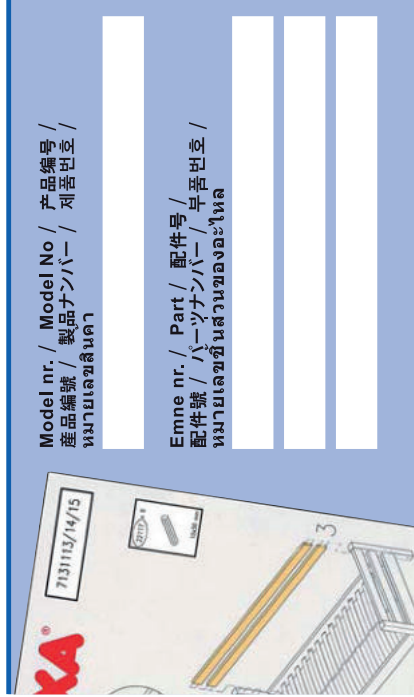 Model nr. / Model No / 产品编号 /
産品編號 / 製品ナンバー / 제품번호 /
หมายเลขสินคา
Emne nr. / Part / 配件号 /
配件號 / パーツナンバー / 부품번호 /
หมายเลขชิ้นสวนของอะไหล
7131113/14/15
10x50 mm
3
KA®